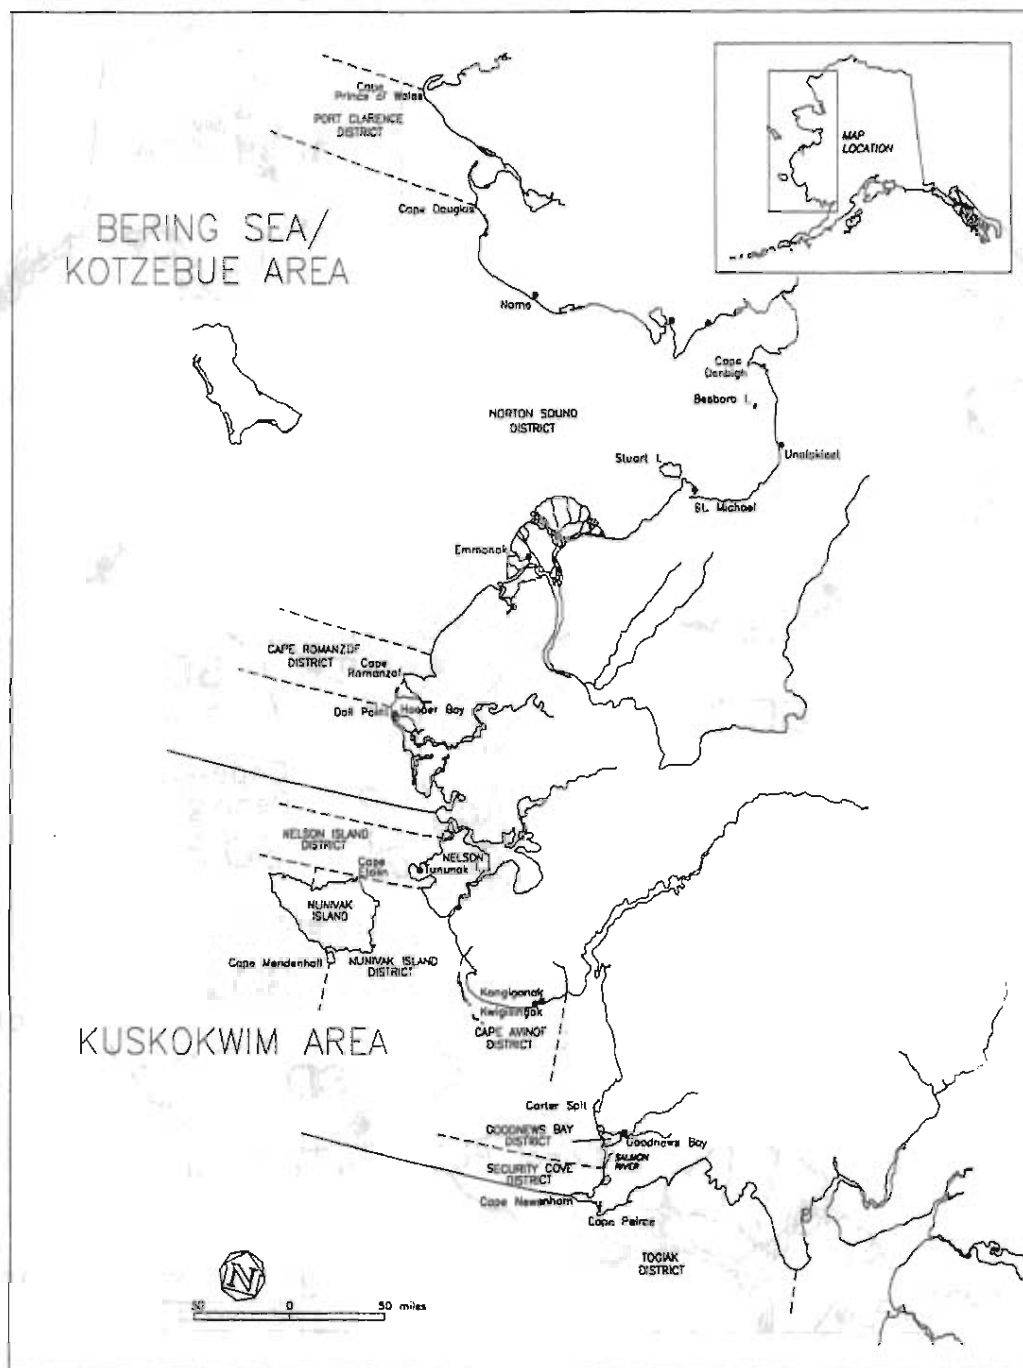 Cape
Prince of Wales
PORT CLARENCE
DISTRICT
MAP
LOCATION
Cape Douglas
BERING SEA/
KOTZEBUE AREA
Nome
Cape
Denbigh
Besboro I.
NORTON SOUND
DISTRICT
Stuart I.
Unalakleet
St. Michael
Emmonak
CAPE ROMANZOF
DISTRICT
Cape
Romanzof
Dall Point
Hooper Bay
NELSON ISLAND
DISTRICT
Cape
Etolin
NELSON
I.
Tununak
NUNIVAK
ISLAND
Cape Mendenhall
NUNIVAK ISLAND
DISTRICT
Kongiganak
Kwigillingok
CAPE AVINOF
DISTRICT
KUSKOKWIM AREA
Carter Spit
GOODNEWS BAY
DISTRICT
Goodnews Bay
SALMON
RIVER
SECURITY COVE
DISTRICT
Cape Newenham
Cape Peirce
TOGIAK
DISTRICT
N
50 0 50 miles